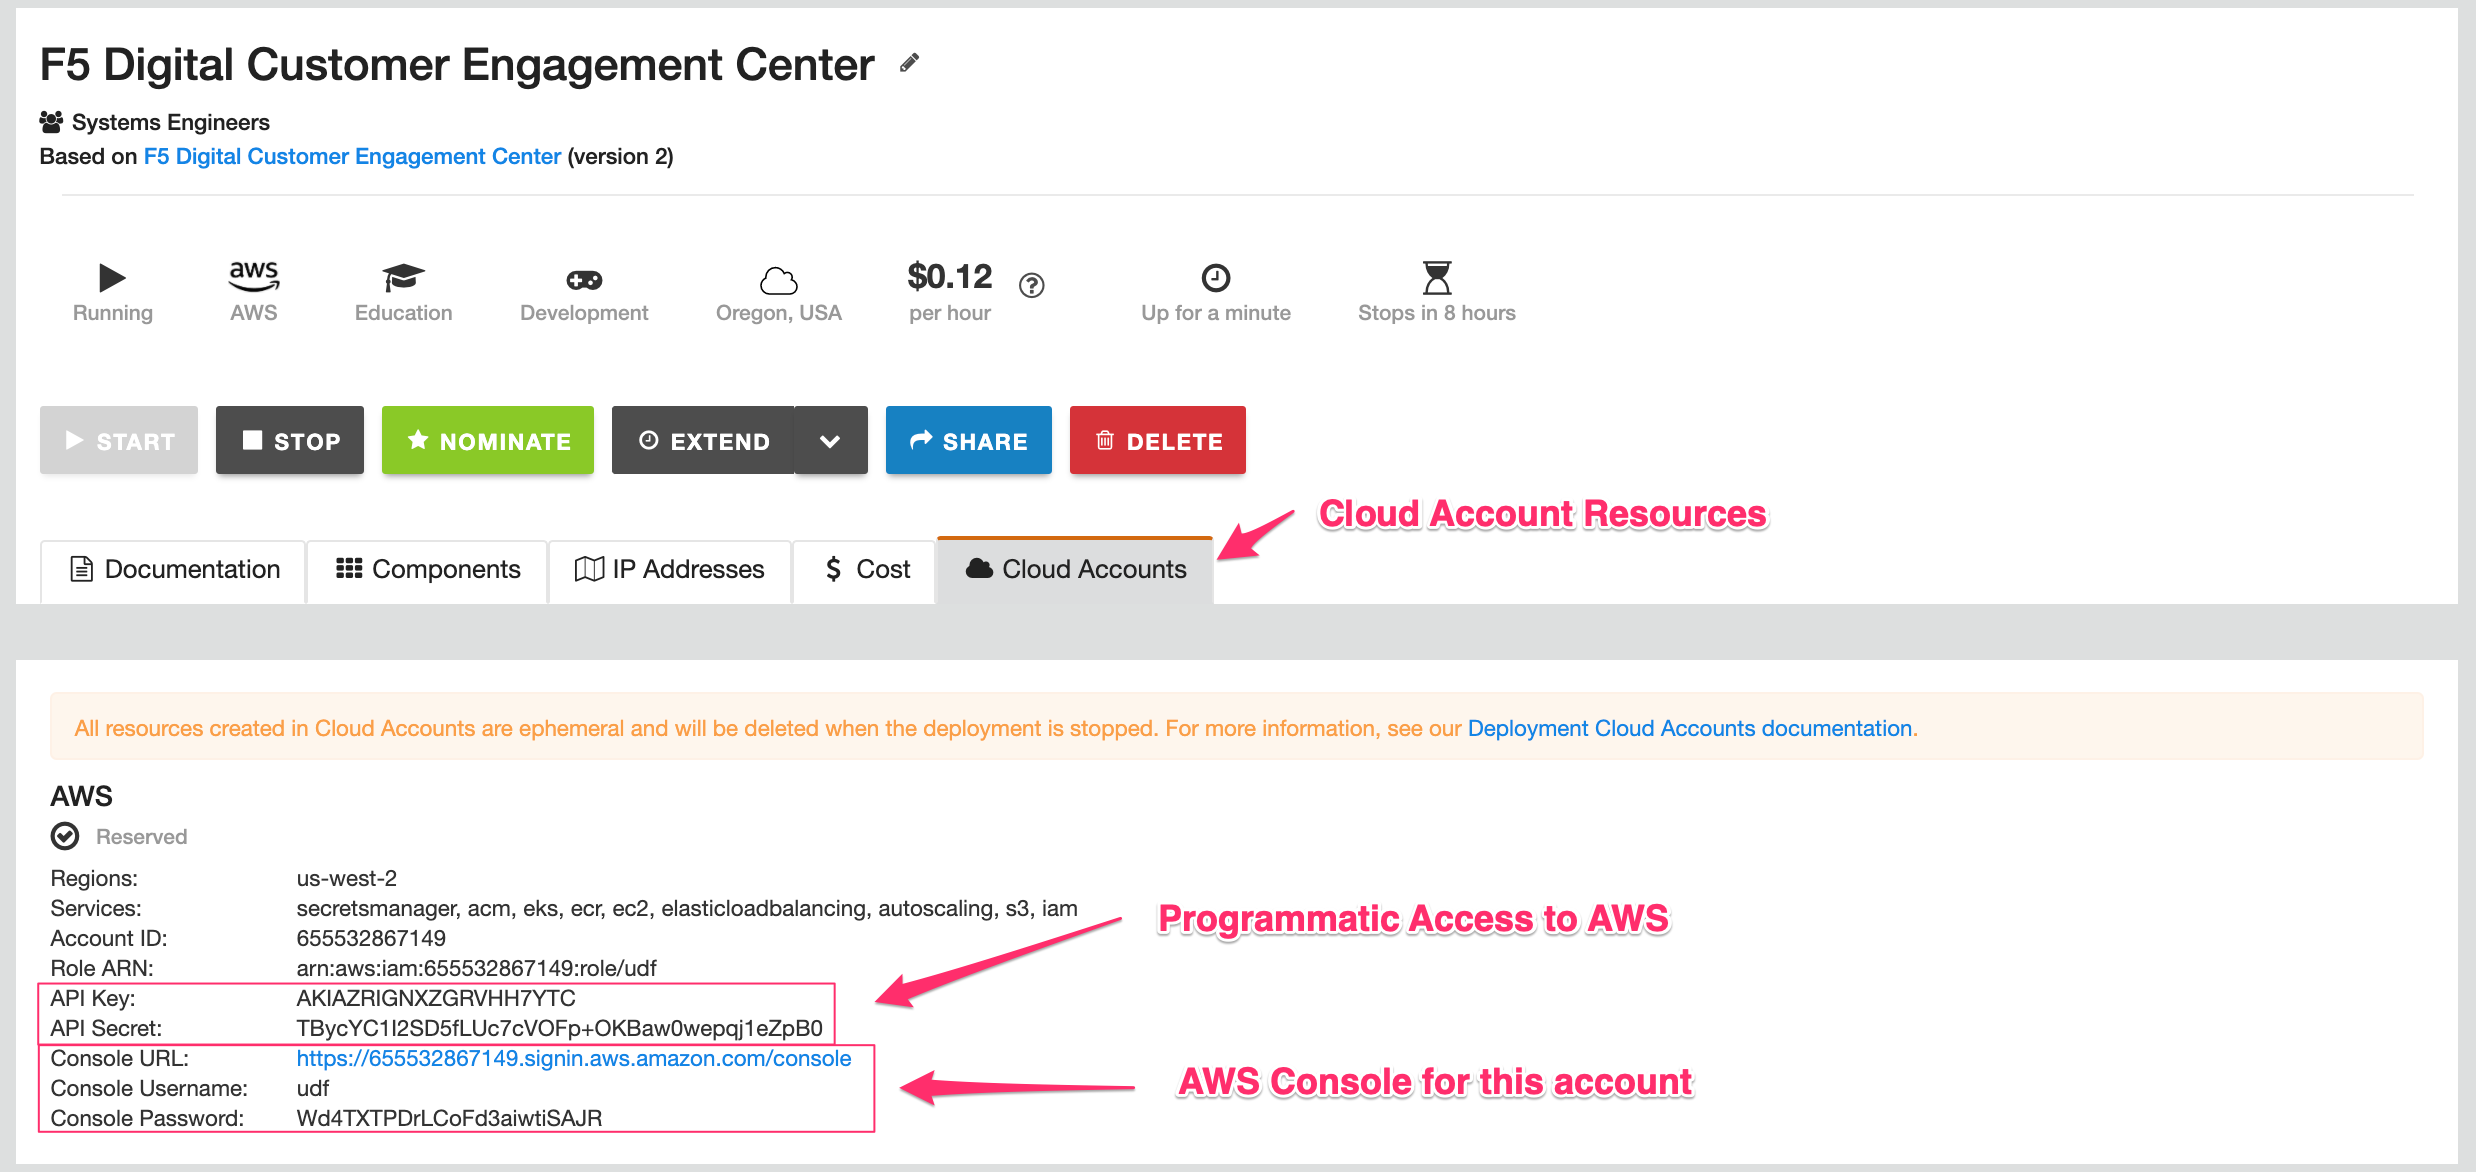 F5 Digital Customer Engagement Center
Systems Engineers
Based on F5 Digital Customer Engagement Center (version 2)
aws
$0.12
Running
AWS
Education
Development
Oregon, USA
per hour
Up for a minute
Stops in 8 hours
START
STOP
NOMINATE
EXTEND
SHARE
DELETE
Cloud Account Resources
Documentation
Components
IP Addresses
$ Cost
Cloud Accounts
All resources created in Cloud Accounts are ephemeral and will be deleted when the deployment is stopped. For more information, see our Deployment Cloud Accounts documentation.
AWS
Reserved
Regions: us-west-2
Services: secretsmanager, acm, eks, ecr, ec2, elasticloadbalancing, autoscaling, s3, iam
Programmatic Access to AWS
Account ID: 655532867149
Role ARN: arn:aws:iam:655532867149:role/udf
API Key: AKIAZRIGNXZGRVHH7YTC
API Secret: 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
Console URL: https://655532867149.signin.aws.amazon.com/console
AWS Console for this account
Console Username: udf
Console Password: Wd4TXTPDrLCoFd3aiwtiSAJR